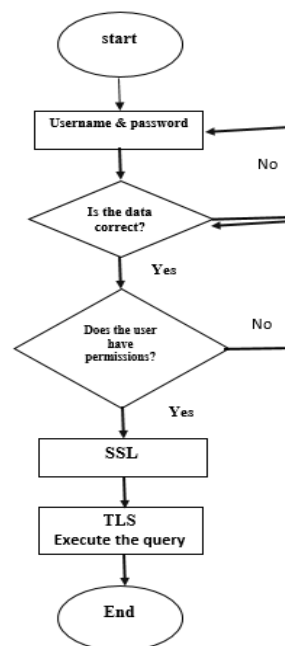 start
Username & password
No
Is the data
correct?
Yes
Does the user
have
permissions?
No
Yes
SSL
TLS
Execute the query
End